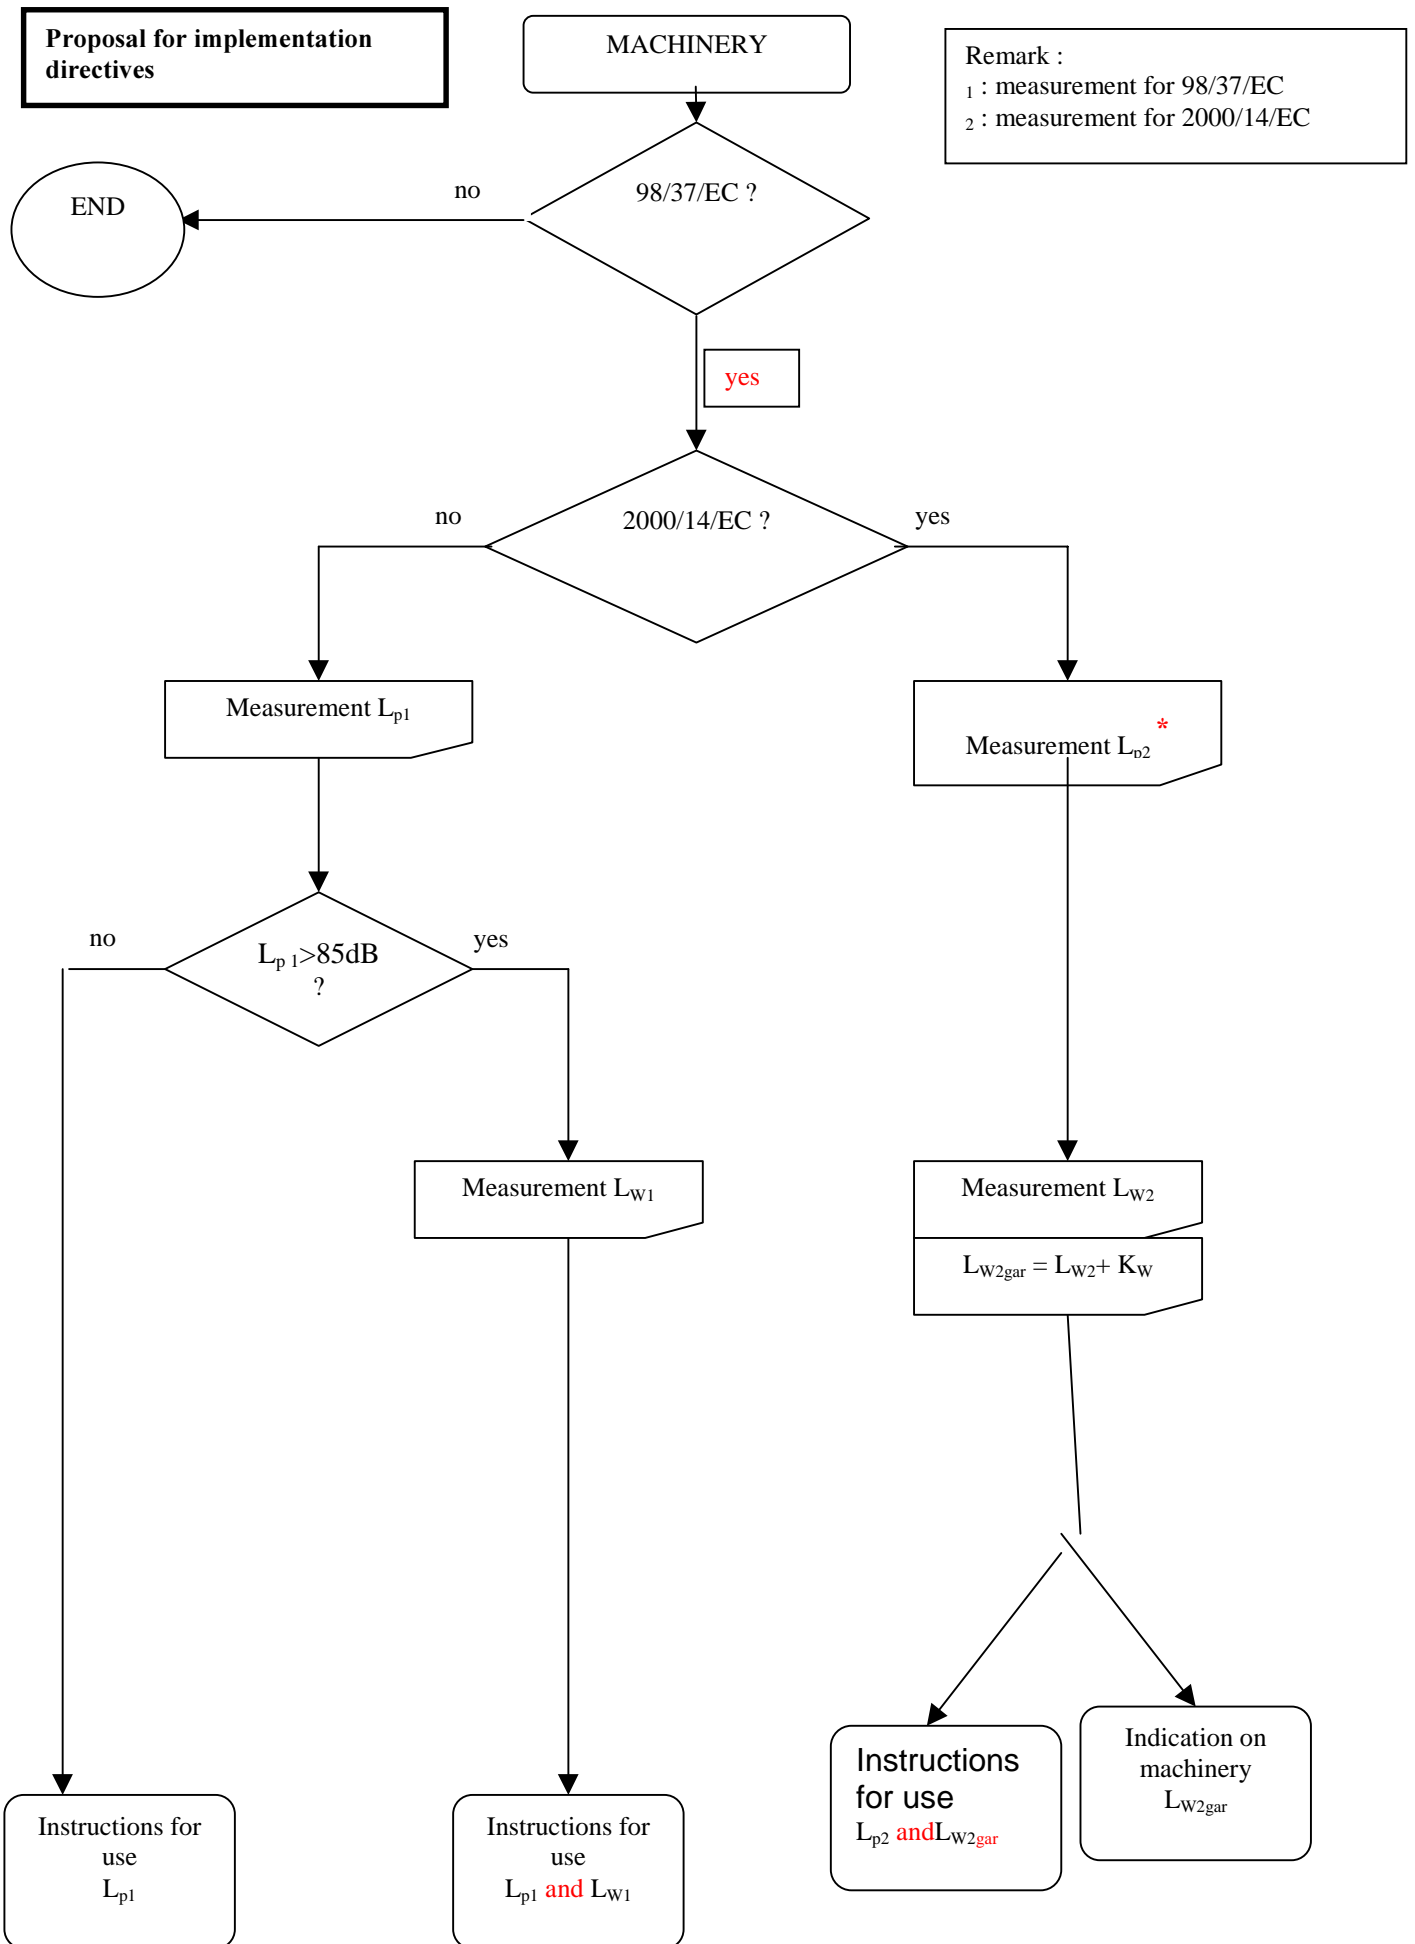 Proposal for implementation
directives
MACHINERY
Remark :
1 : measurement for 98/37/EC
2 : measurement for 2000/14/EC
END
no
98/37/EC ?
yes
no
2000/14/EC ?
yes
Measurement Lp1
Measurement Lp2 *
no
Lp 1>85dB
?
yes
Measurement LW1
Measurement LW2
LW2gar = LW2+ KW
Instructions for
use
Lp1
Instructions for
use
Lp1 and LW1
Instructions
for use
Lp2 andLW2gar
Indication on
machinery
LW2gar